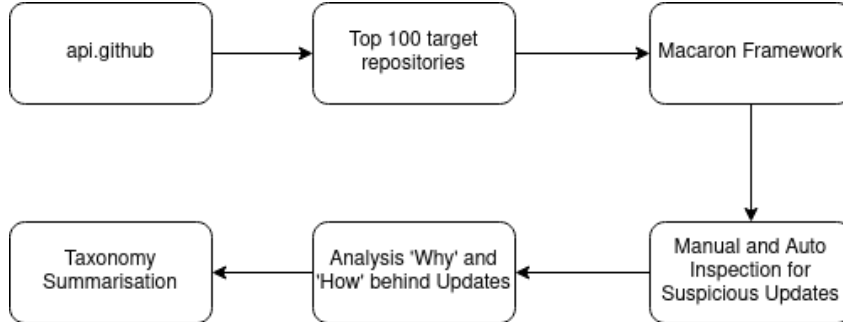 api.github
Top 100 target
repositories
Macaron Framework
Taxonomy
Summarisation
Analysis 'Why' and
'How' behind Updates
Manual and Auto
Inspection for
Suspicious Updates